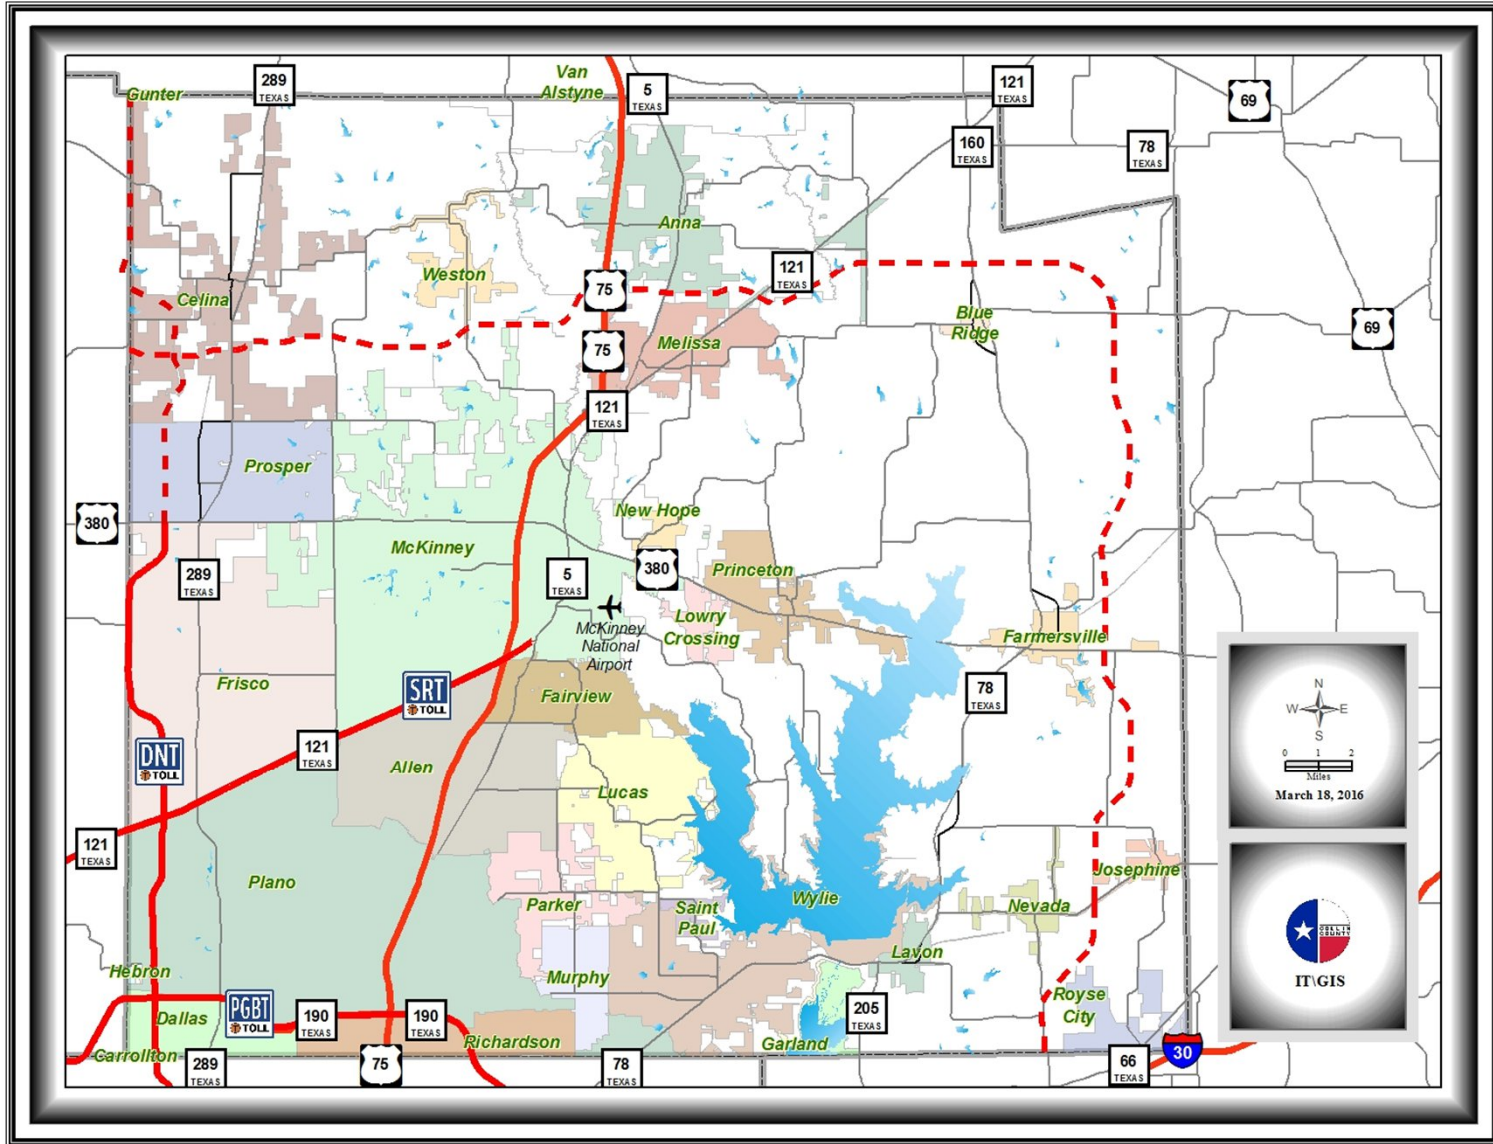 Van
Alstyne
289
TEXAS
5
TEXAS
121
TEXAS
69
Gunter
160
TEXAS
78
TEXAS
Anna
Weston
121
TEXAS
75
Celina
Blue
Ridge
69
Melissa
75
121
TEXAS
Prosper
New Hope
380
McKinney
380
Princeton
289
TEXAS
5
TEXAS
Lowry
Crossing
McKinney
National
Airport
Farmersville
Frisco
SRT
TOLL
Fairview
78
TEXAS
N
W
E
S
0 1 2
Miles
March 18, 2016
121
TEXAS
DNT
TOLL
Allen
Lucas
121
TEXAS
Plano
Parker
Saint
Paul
Wylie
Josephine
Nevada
COLLIN
COUNTY
IT\GIS
Lavon
Hebron
Murphy
Royse
City
Dallas
PGBT
TOLL
190
TEXAS
190
TEXAS
205
TEXAS
Carrollton
Richardson
Garland
289
TEXAS
75
78
TEXAS
66
TEXAS
30